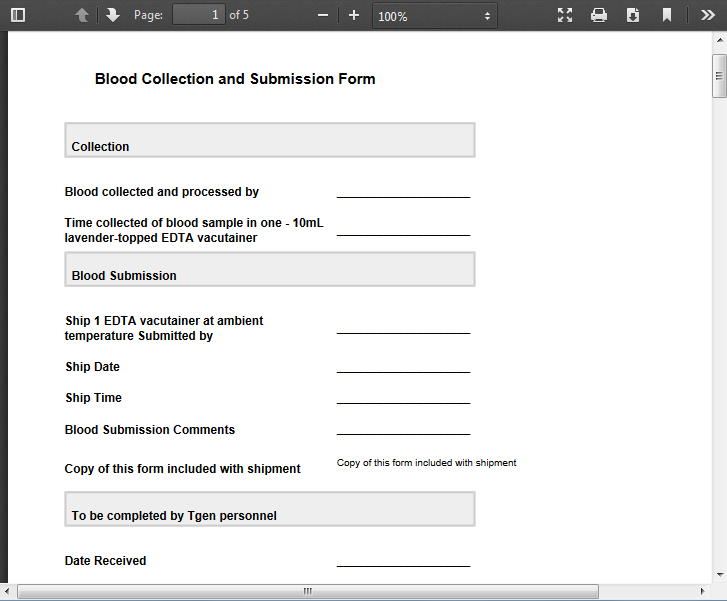 Page: 1 of 5 100%
Blood Collection and Submission Form
Collection
Blood collected and processed by
Time collected of blood sample in one - 10mL
lavender-topped EDTA vacutainer
Blood Submission
Ship 1 EDTA vacutainer at ambient
temperature Submitted by
Ship Date
Ship Time
Blood Submission Comments
Copy of this form included with shipment Copy of this form included with shipment
To be completed by Tgen personnel
Date Received